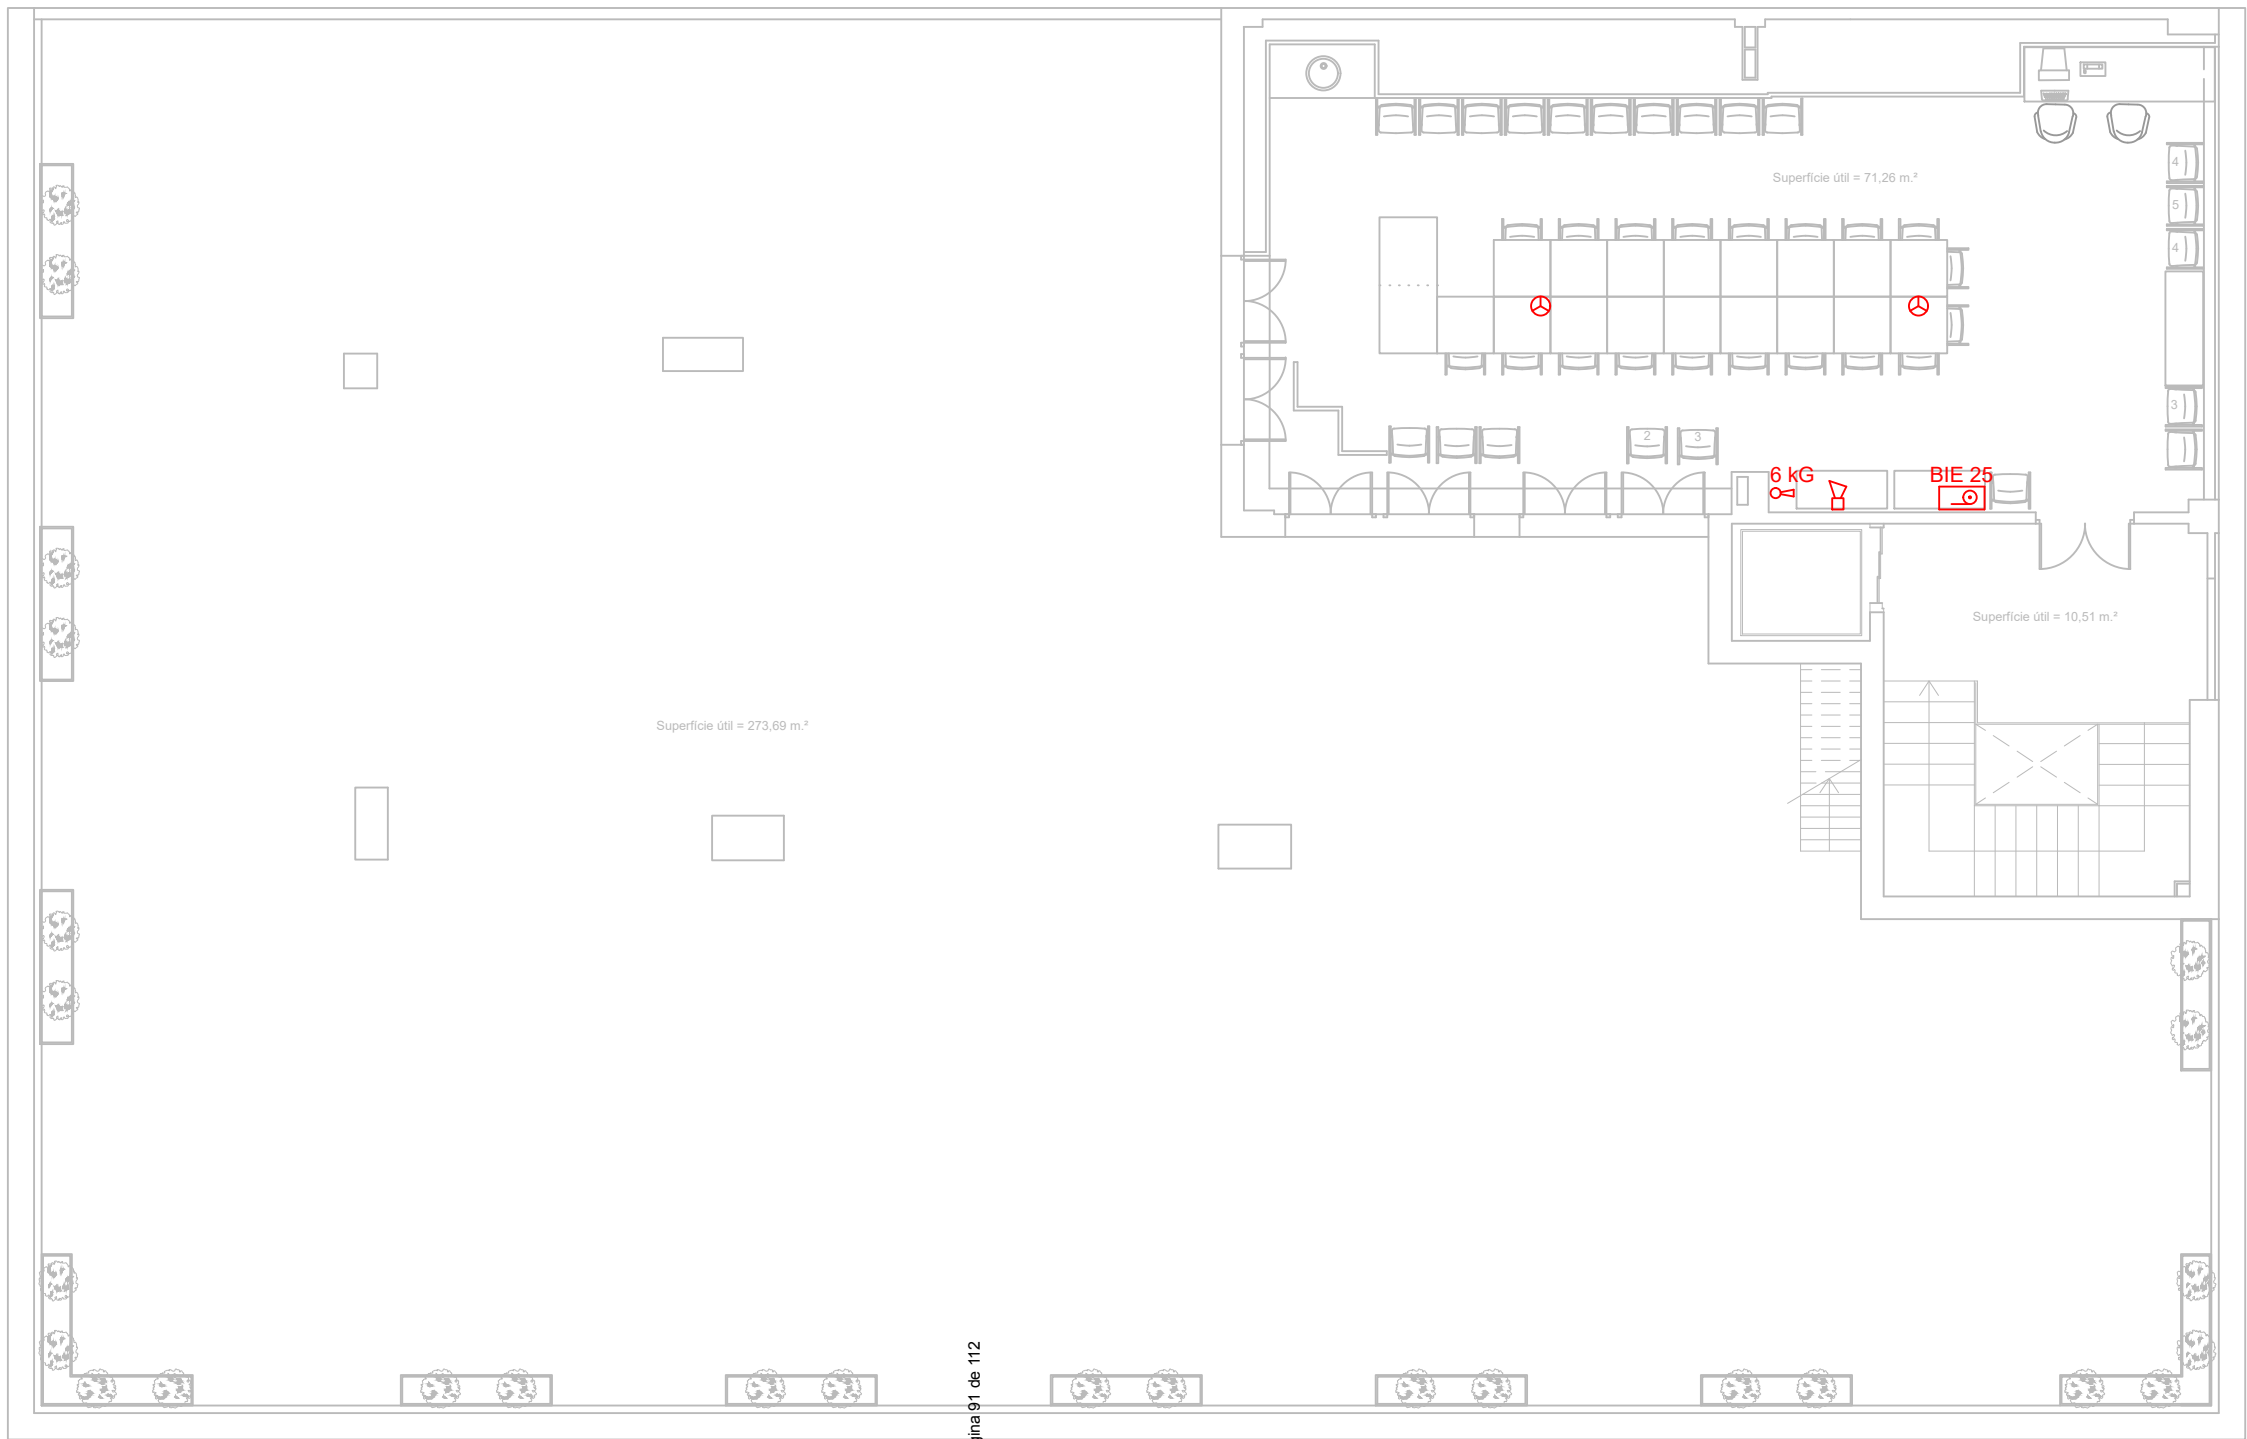 Superfície útil = 71,26 m.²
4
5
4
3
2
3
6 kG
BIE 25
Superfície útil = 10,51 m.²
Superfície útil = 273,69 m.²
91 de 112